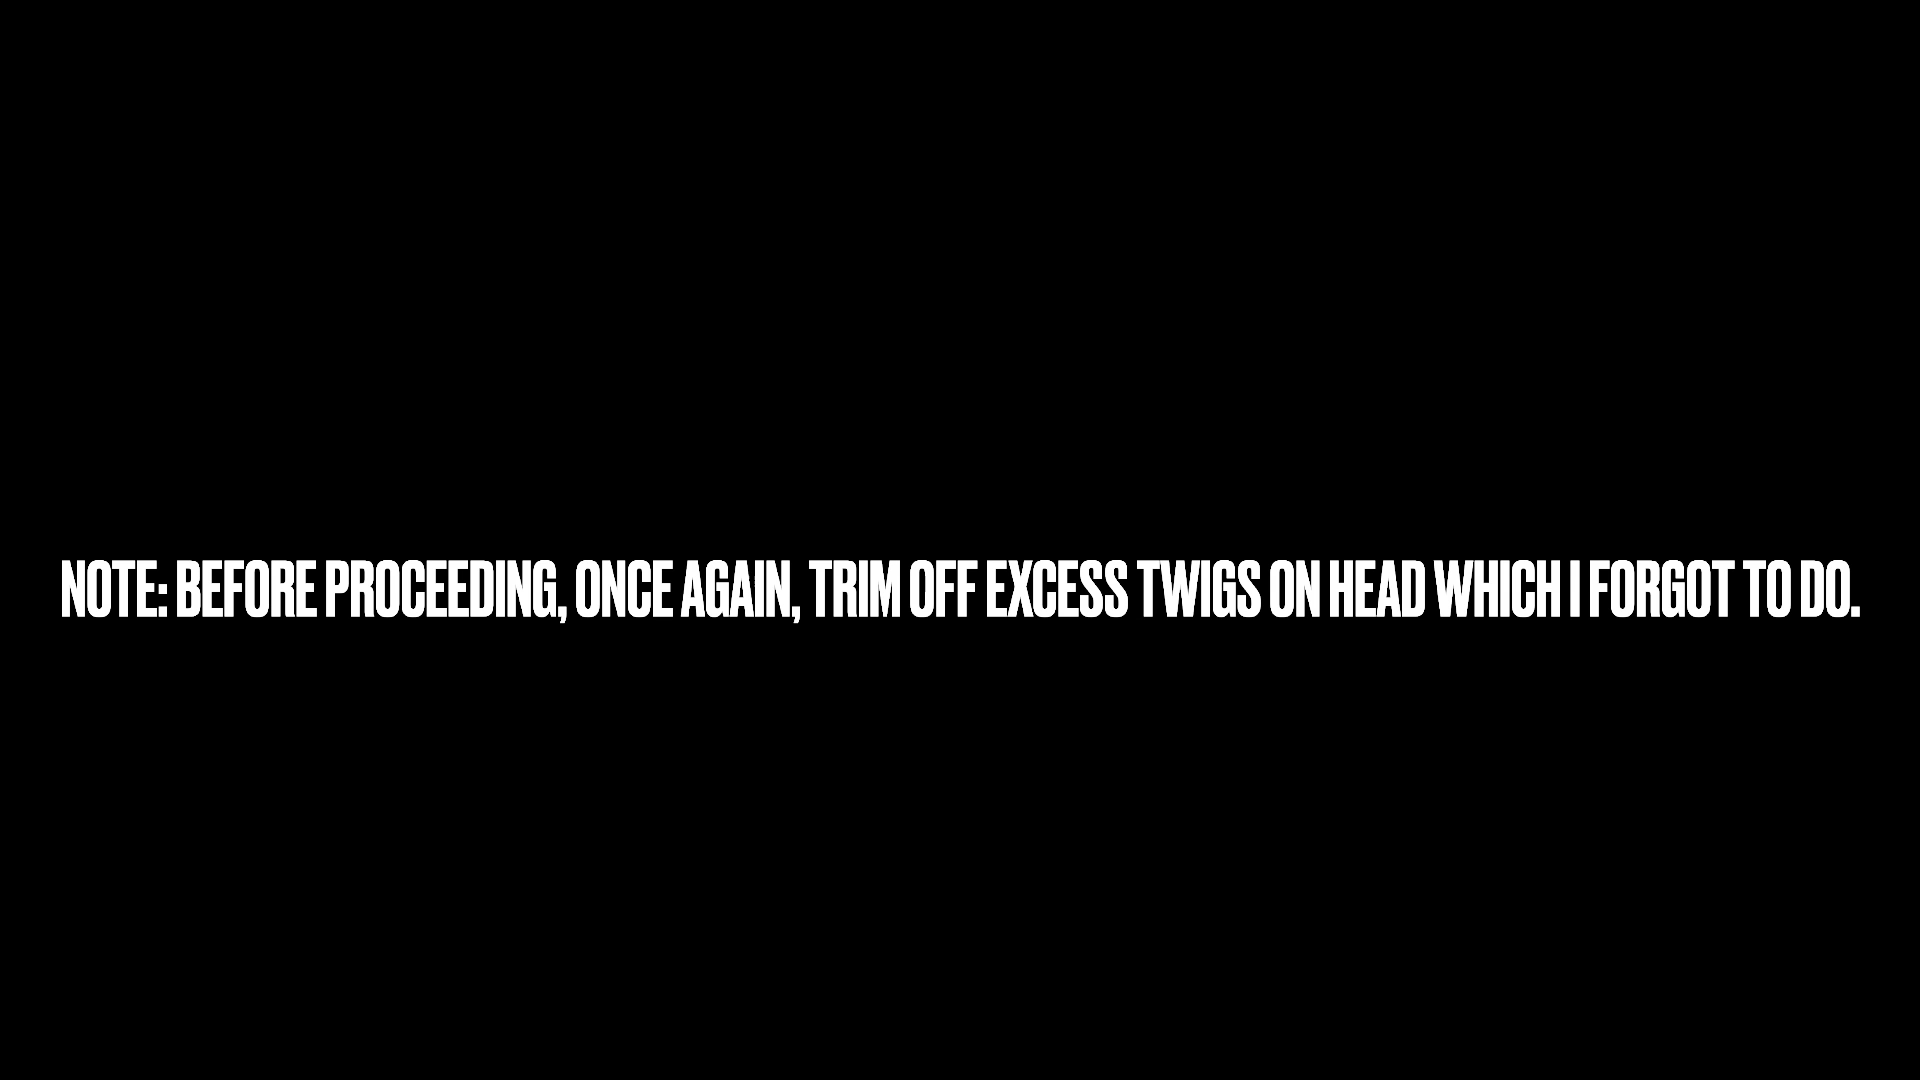 NOTE: BEFORE PROCEEDING, ONCE AGAIN, TRIM OFF EXCESS TWIGS ON HEAD WHICH I FORGOT TO DO.